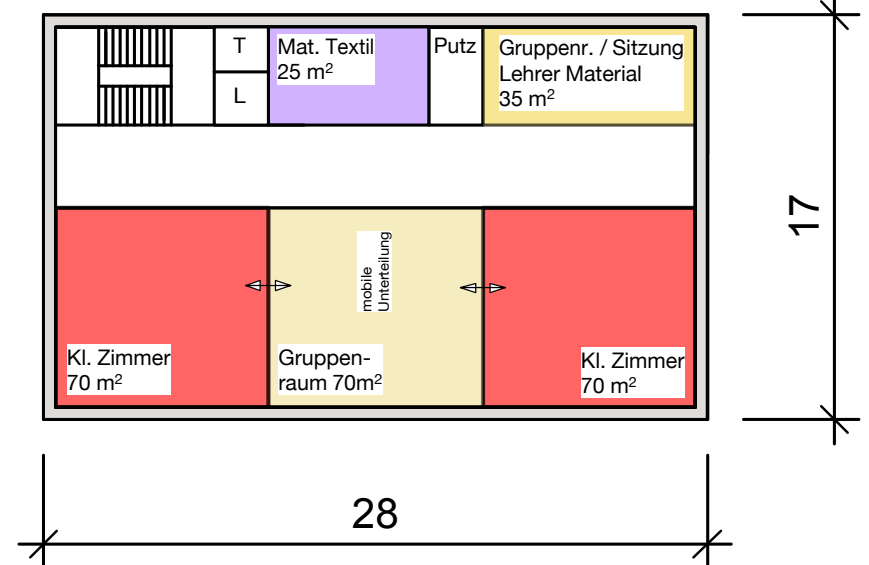 T
L
Mat. Textil
25 m²
Putz
Gruppenr. / Sitzung
Lehrer Material
35 m²
mobile
Unterteilung
Kl. Zimmer
70 m²
Gruppen-
raum 70m²
Kl. Zimmer
70 m²
17
28